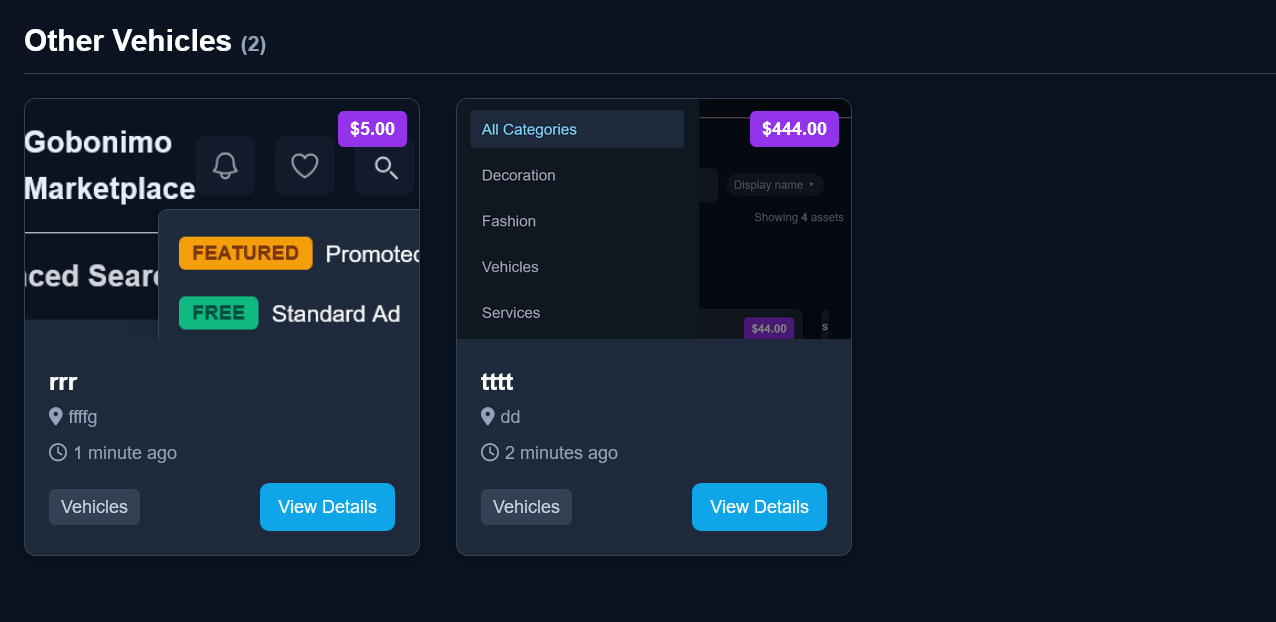 Other Vehicles (2)
$5.00
Gobonimo
Marketplace
FEATURED Promoted
ced Searc
FREE Standard Ad
rrr
ffffg
1 minute ago
Vehicles
View Details
$444.00
All Categories
Decoration
Display name
Showing 4 assets
Fashion
Vehicles
Services
$44.00
s
tttt
dd
2 minutes ago
Vehicles
View Details